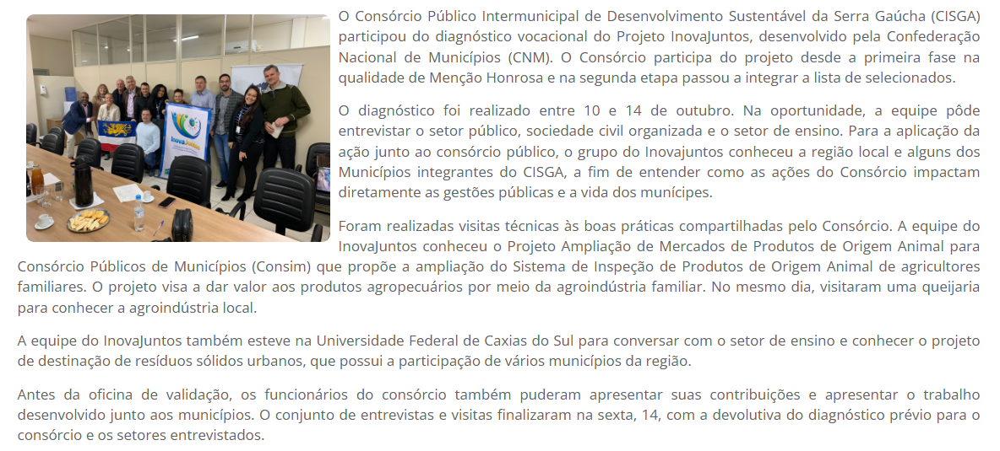 O Consórcio Público Intermunicipal de Desenvolvimento Sustentável da Serra Gaúcha (CISGA)
participou do diagnóstico vocacional do Projeto InovaJuntos, desenvolvido pela Confederação
Nacional de Municípios (CNM). O Consórcio participa do projeto desde a primeira fase na
qualidade de Menção Honrosa e na segunda etapa passou a integrar a lista de selecionados.
O diagnóstico foi realizado entre 10 e 14 de outubro. Na oportunidade, a equipe pôde
entrevistar o setor público, sociedade civil organizada e o setor de ensino. Para a aplicação da
ação junto ao consórcio público, o grupo do Inovajuntos conheceu a região local e alguns dos
Municípios integrantes do CISGA, a fim de entender como as ações do Consórcio impactam
diretamente as gestões públicas e a vida dos munícipes.
Foram realizadas visitas técnicas às boas práticas compartilhadas pelo Consórcio. A equipe do
InovaJuntos conheceu o Projeto Ampliação de Mercados de Produtos de Origem Animal para
Consórcio Públicos de Municípios (Consim) que propõe a ampliação do Sistema de Inspeção de Produtos de Origem Animal de agricultores
familiares. O projeto visa a dar valor aos produtos agropecuários por meio da agroindústria familiar. No mesmo dia, visitaram uma queijaria
para conhecer a agroindústria local.
A equipe do InovaJuntos também esteve na Universidade Federal de Caxias do Sul para conversar com o setor de ensino e conhecer o projeto
de destinação de resíduos sólidos urbanos, que possui a participação de vários municípios da região.
Antes da oficina de validação, os funcionários do consórcio também puderam apresentar suas contribuições e apresentar o trabalho
desenvolvido junto aos municípios. O conjunto de entrevistas e visitas finalizaram na sexta, 14, com a devolutiva do diagnóstico prévio para o
consórcio e os setores entrevistados.